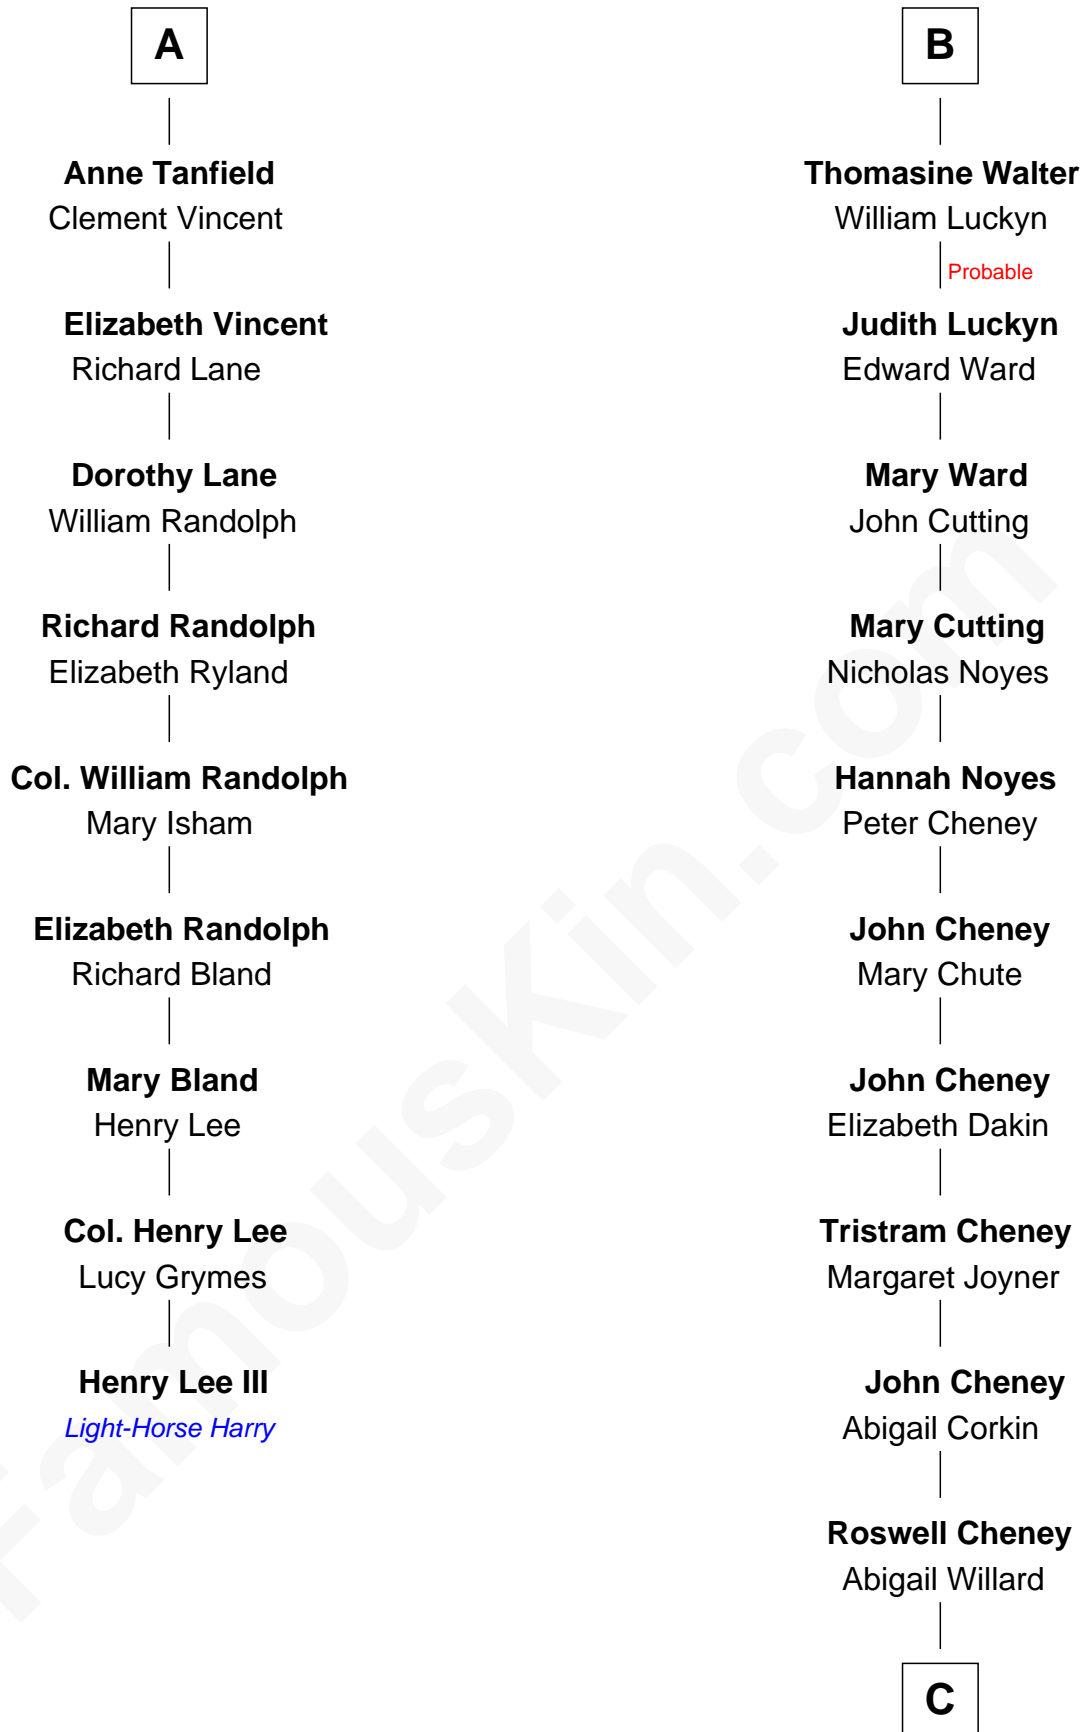 A
Anne Tanfield
Clement Vincent
Elizabeth Vincent
Richard Lane
Dorothy Lane
William Randolph
Richard Randolph
Elizabeth Ryland
Col. William Randolph
Mary Isham
Elizabeth Randolph
Richard Bland
Mary Bland
Henry Lee
Col. Henry Lee
Lucy Grymes
Henry Lee III
Light-Horse Harry
B
Thomasine Walter
William Luckyn
Probable
Judith Luckyn
Edward Ward
Mary Ward
John Cutting
Mary Cutting
Nicholas Noyes
Hannah Noyes
Peter Cheney
John Cheney
Mary Chute
John Cheney
Elizabeth Dakin
Tristram Cheney
Margaret Joyner
John Cheney
Abigail Corkin
Roswell Cheney
Abigail Willard
C
FamousKin.com